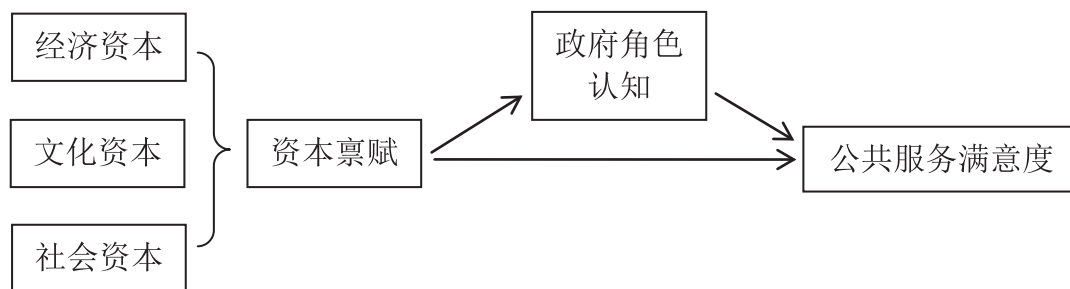 经济资本
文化资本
社会资本
资本禀赋
政府角色
认知
公共服务满意度